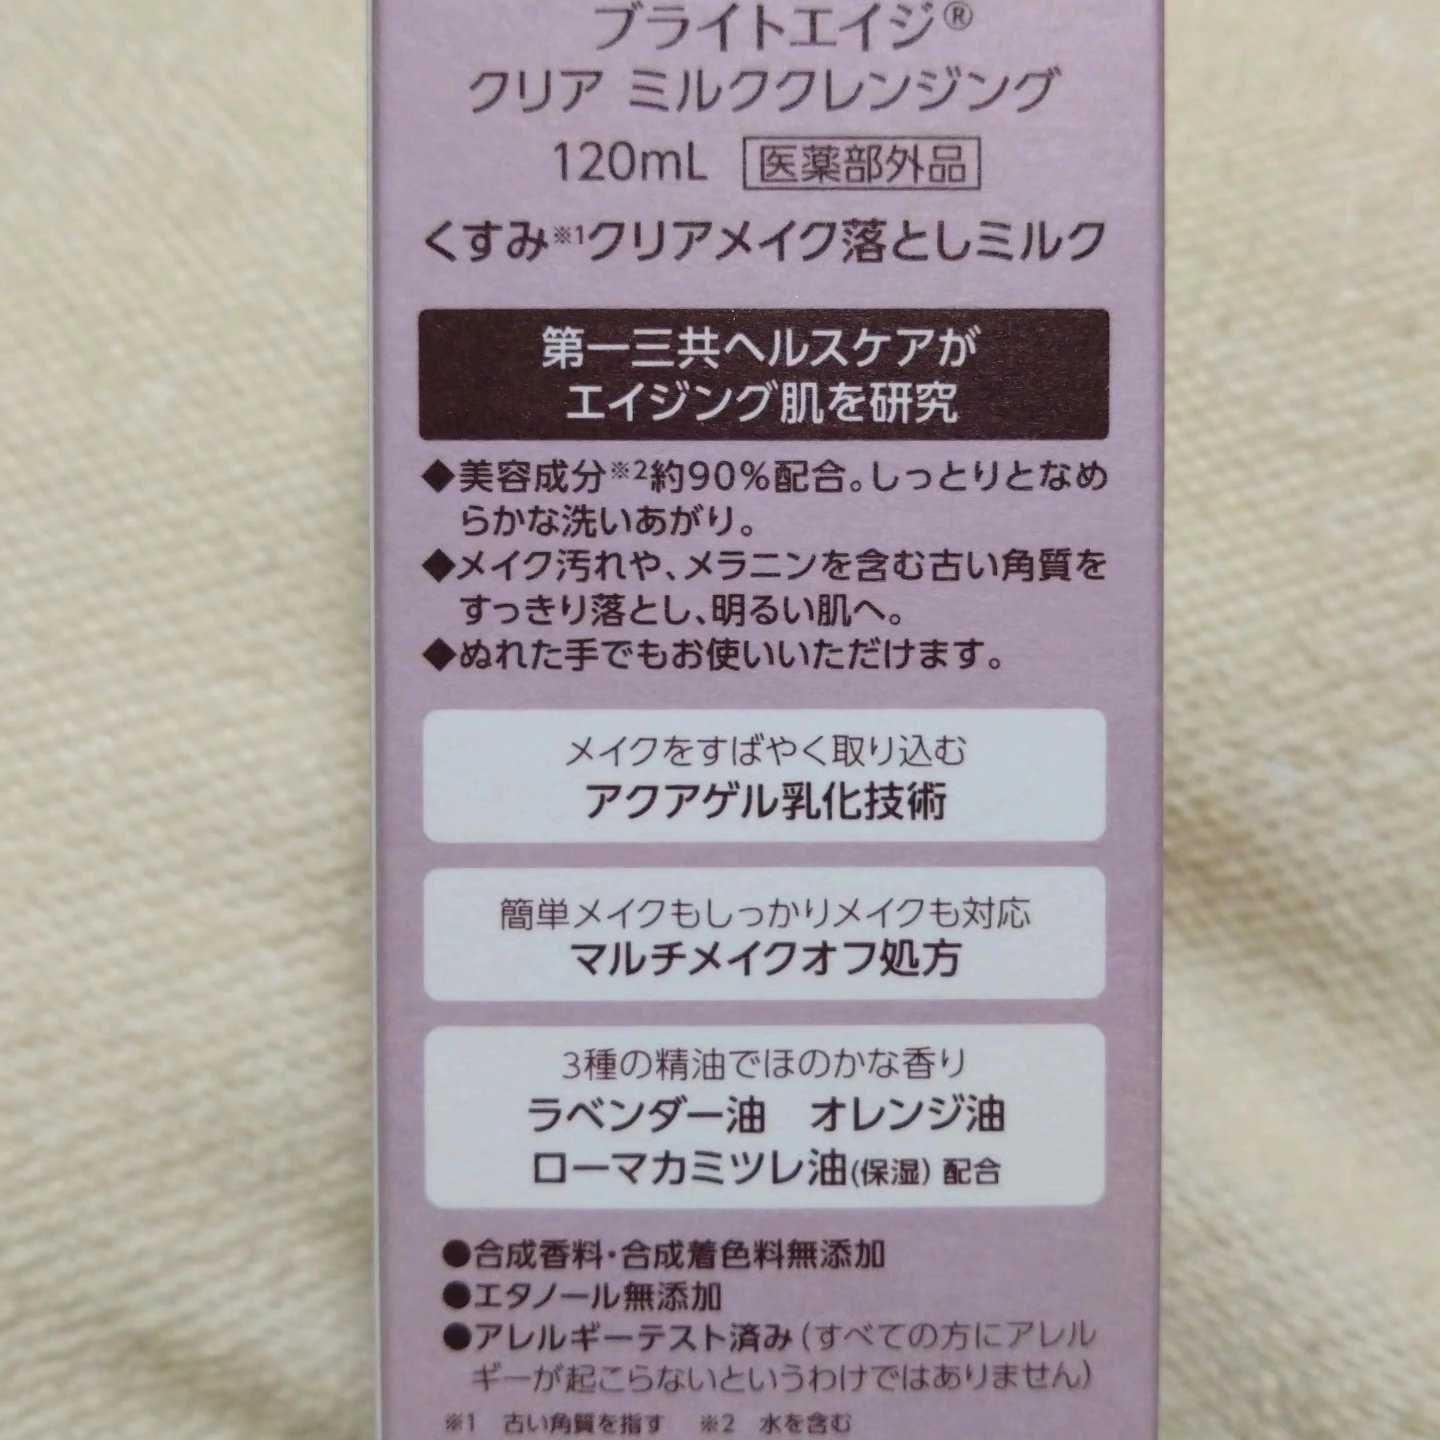 ブライトエイジ®
クリア ミルククレンジング
120mL 医薬部外品
くすみ※1クリアメイク落としミルク
第一三共ヘルスケアが
エイジング肌を研究
◆美容成分※2約90%配合。しっとりとなめ
らかな洗いあがり。
◆メイク汚れや、メラニンを含む古い角質を
すっきり落とし、明るい肌へ。
◆ぬれた手でもお使いいただけます。
メイクをすばやく取り込む
アクアゲル乳化技術
簡単メイクもしっかりメイクも対応
マルチメイクオフ処方
3種の精油でほのかな香り
ラベンダー油 オレンジ油
ローマカミツレ油(保湿) 配合
●合成香料・合成着色料無添加
●エタノール無添加
●アレルギーテスト済み(すべての方にアレル
ギーが起こらないというわけではありません)
※1 古い角質を指す ※2 水を含む